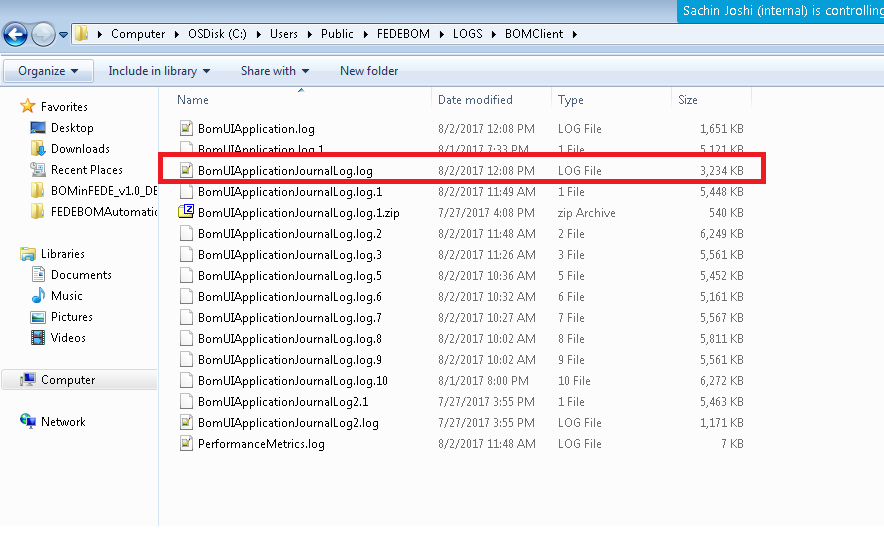 Sachin Joshi (internal) is controlling
Computer OSDisk (C:) Users Public FEDEBOM LOGS BOMClient
Organize Include in library Share with New folder
Favorites
Desktop
Downloads
Recent Places
BOMinFEDE_v1.0_DE
FEDEBOMAutomatic
Libraries
Documents
Music
Pictures
Videos
Computer
Network
Name Date modified Type Size
BomUIApplication.log 8/2/2017 12:08 PM LOG File 1,651 KB
BomUIApplication.log.1 8/1/2017 7:33 PM 1 File 5,121 KB
BomUIApplicationJournalLog.log 8/2/2017 12:08 PM LOG File 3,234 KB
BomUIApplicationJournalLog.log.1 8/2/2017 11:49 AM 1 File 5,448 KB
BomUIApplicationJournalLog.log.1.zip 7/27/2017 4:08 PM zip Archive 540 KB
BomUIApplicationJournalLog.log.2 8/2/2017 11:48 AM 2 File 6,249 KB
BomUIApplicationJournalLog.log.3 8/2/2017 11:26 AM 3 File 5,561 KB
BomUIApplicationJournalLog.log.5 8/2/2017 10:36 AM 5 File 5,452 KB
BomUIApplicationJournalLog.log.6 8/2/2017 10:32 AM 6 File 5,161 KB
BomUIApplicationJournalLog.log.7 8/2/2017 10:27 AM 7 File 5,567 KB
BomUIApplicationJournalLog.log.8 8/2/2017 10:02 AM 8 File 5,811 KB
BomUIApplicationJournalLog.log.9 8/2/2017 10:02 AM 9 File 5,561 KB
BomUIApplicationJournalLog.log.10 8/1/2017 8:00 PM 10 File 6,272 KB
BomUIApplicationJournalLog2.1 7/27/2017 3:55 PM 1 File 5,463 KB
BomUIApplicationJournalLog2.log 7/27/2017 3:55 PM LOG File 1,171 KB
PerformanceMetrics.log 8/2/2017 11:48 AM LOG File 7 KB